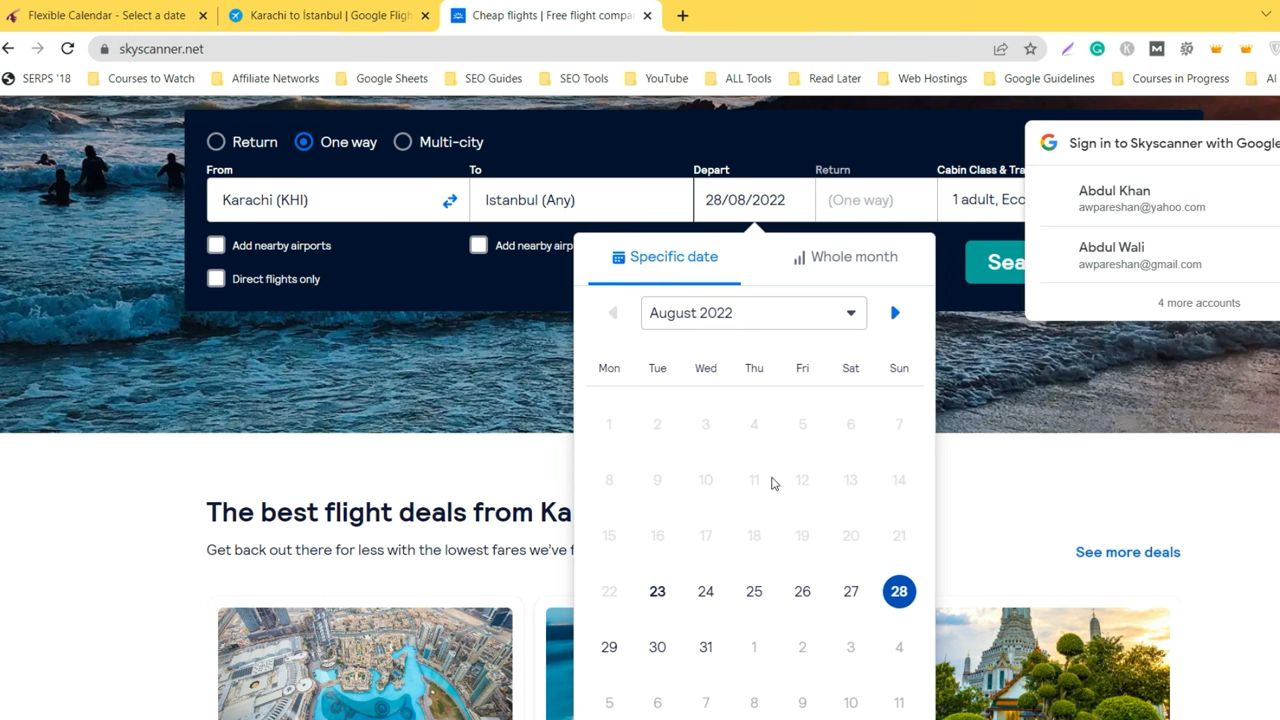 Flexible Calendar - Select a date
Karachi to İstanbul | Google Fligh
Cheap flights | Free flight compa
skyscanner.net
SERPS '18
Courses to Watch
Affiliate Networks
Google Sheets
SEO Guides
SEO Tools
YouTube
ALL Tools
Read Later
Web Hostings
Google Guidelines
Courses in Progress
AI
Return
One way
Multi-city
From
To
Depart
Return
Cabin Class & Tra
Karachi (KHI)
Istanbul (Any)
28/08/2022
(One way)
1 adult, Eco
Add nearby airports
Add nearby airp
Direct flights only
Sea
Sign in to Skyscanner with Google
Abdul Khan
awpareshan@yahoo.com
Abdul Wali
awpareshan@gmail.com
4 more accounts
Specific date
Whole month
August 2022
Mon Tue Wed Thu Fri Sat Sun
1 2 3 4 5 6 7
8 9 10 11 12 13 14
15 16 17 18 19 20 21
22 23 24 25 26 27 28
29 30 31 1 2 3 4
5 6 7 8 9 10 11
The best flight deals from Ka
Get back out there for less with the lowest fares we've f
See more deals